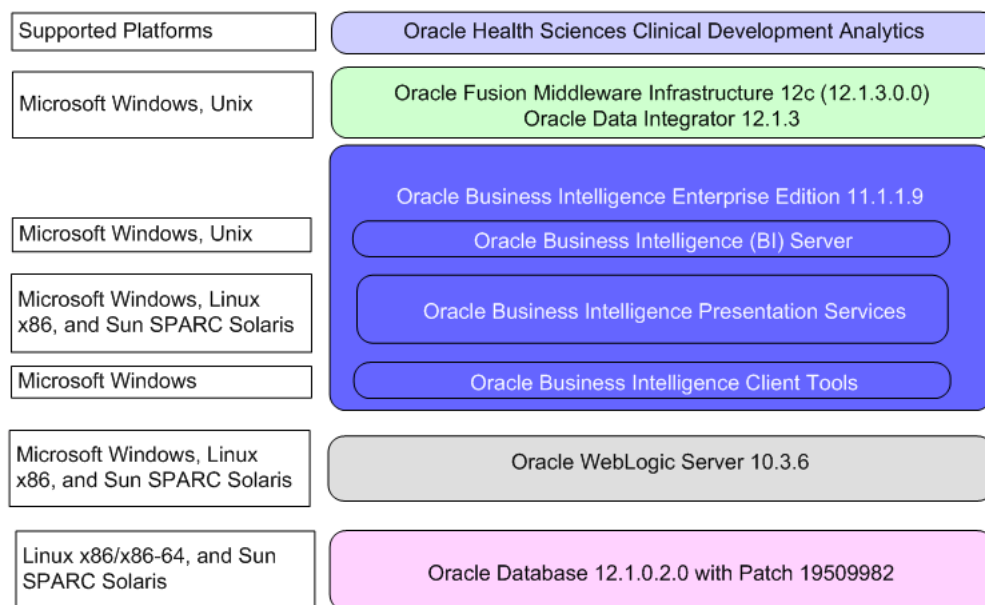 Supported Platforms
Oracle Health Sciences Clinical Development Analytics
Microsoft Windows, Unix
Oracle Fusion Middleware Infrastructure 12c (12.1.3.0.0)
Oracle Data Integrator 12.1.3
Oracle Business Intelligence Enterprise Edition 11.1.1.9
Microsoft Windows, Unix
Oracle Business Intelligence (BI) Server
Microsoft Windows, Linux
x86, and Sun SPARC Solaris
Oracle Business Intelligence Presentation Services
Microsoft Windows
Oracle Business Intelligence Client Tools
Microsoft Windows, Linux
x86, and Sun SPARC Solaris
Oracle WebLogic Server 10.3.6
Linux x86/x86-64, and Sun
SPARC Solaris
Oracle Database 12.1.0.2.0 with Patch 19509982